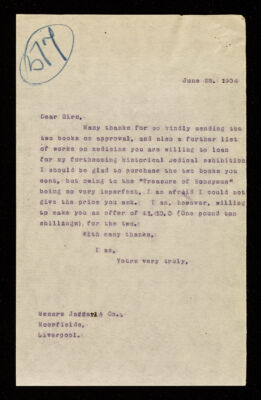 577
June 28. 1904
Dear Sirs,
Many thanks for so kindly sending the
two books on approval, and also a further list
of works on medicine you are willing to loan
for my forthcoming historical medical exhibition
I should be glad to purchase the two books you
sent, but owing to the "Treasure of Euonymus"
being so very imperfect, I am afraid I could not
give the price you ask. I am, however, willing
to make you an offer of £1.10.0 (One pound ten
shillings), for the two.
With many thanks,
I am,
Yours very truly,
Messrs Jaggard & Co.,
Moorfields,
Liverpool.